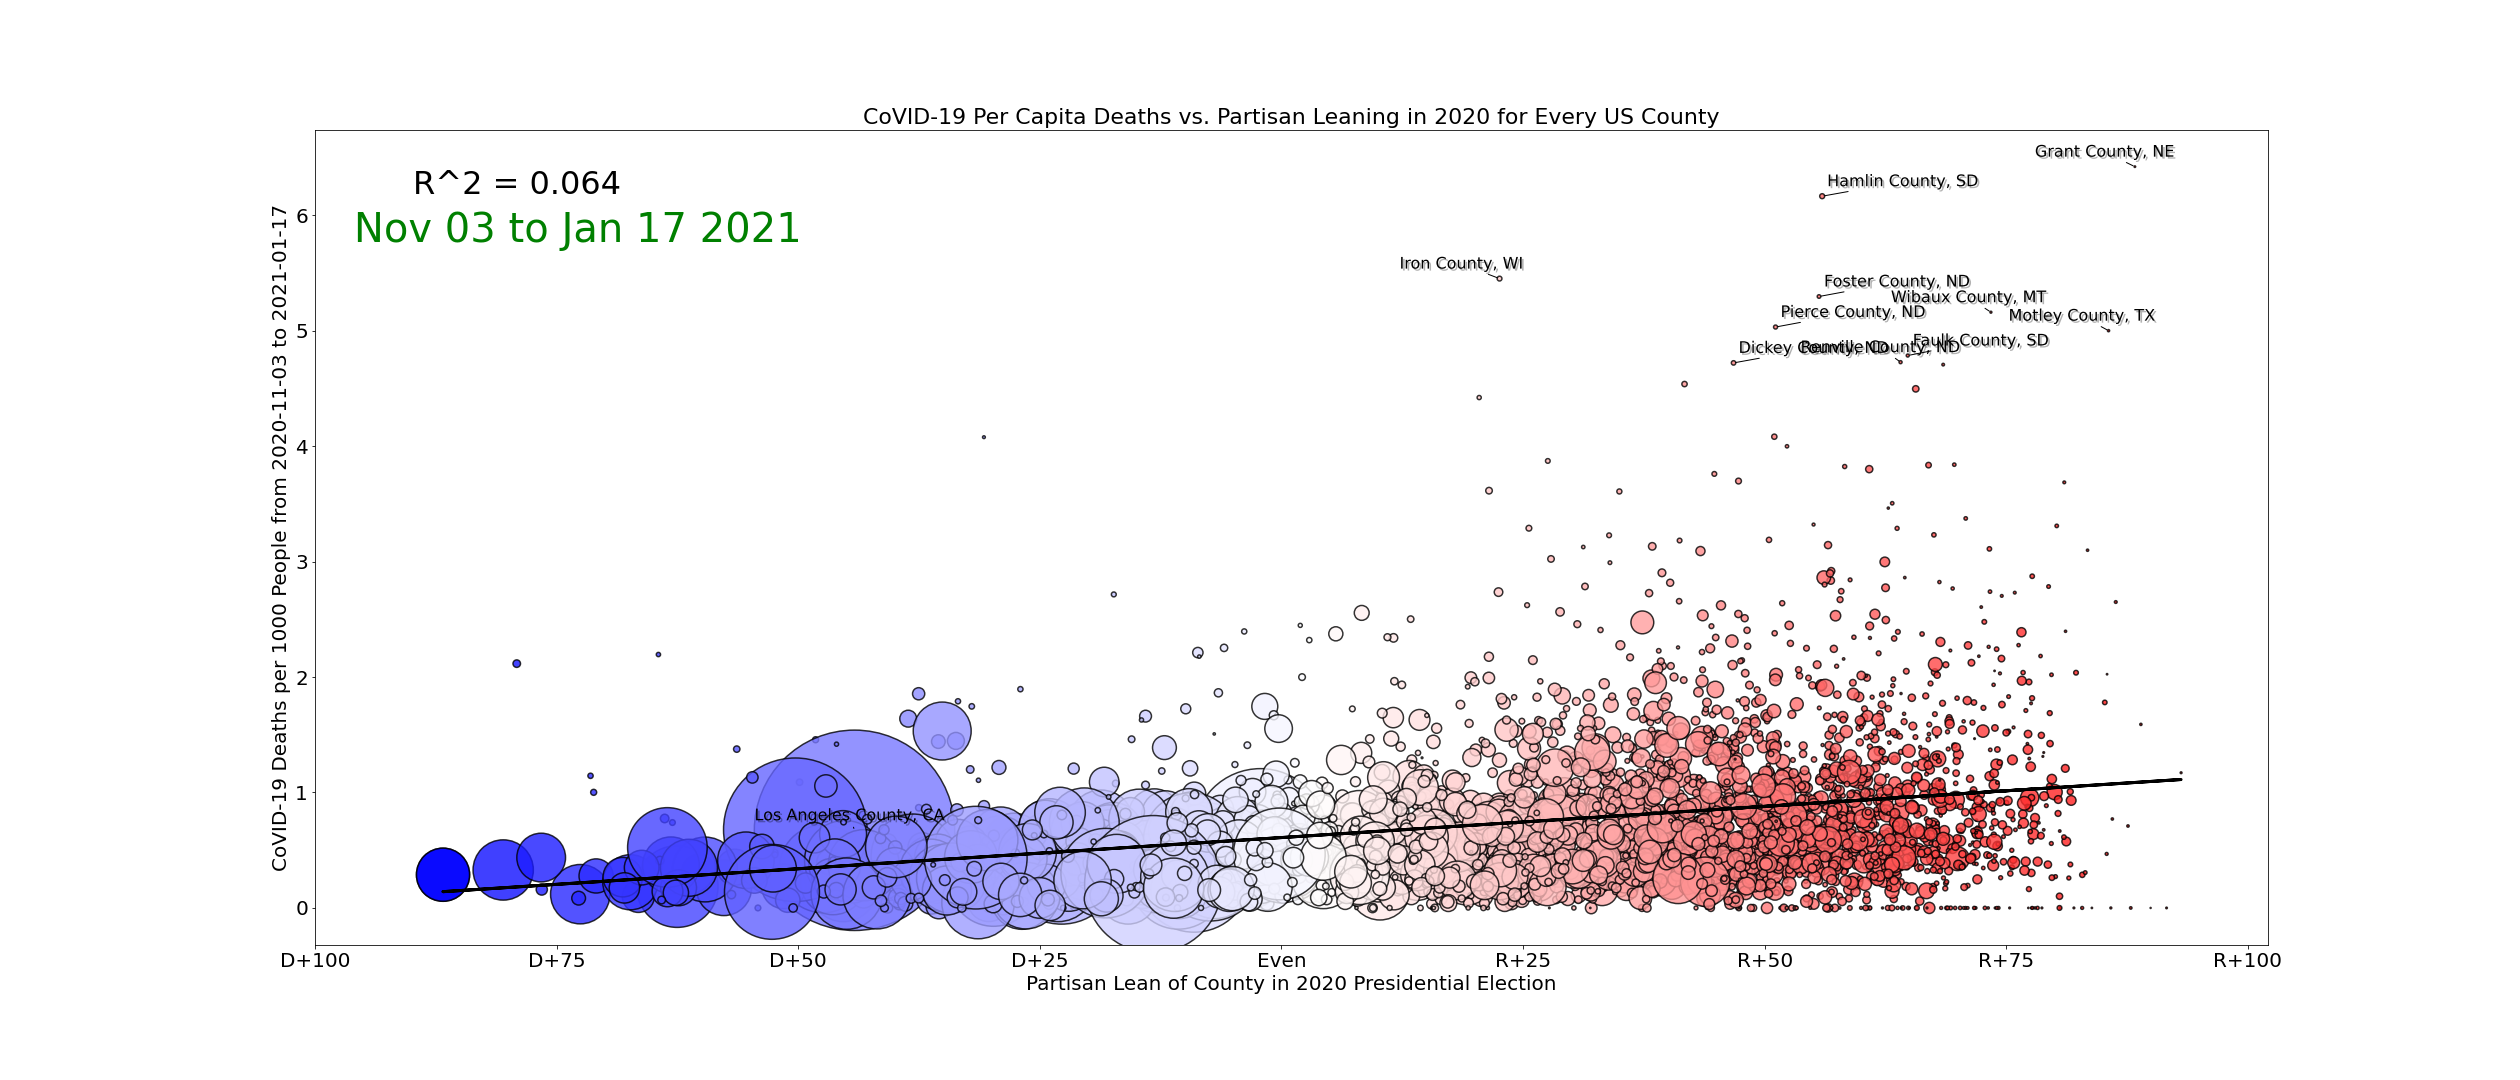 CoVID-19 Per Capita Deaths vs. Partisan Leaning in 2020 for Every US County
R^2 = 0.064
Nov 03 to Jan 17 2021
Grant County, NE
Hamlin County, SD
Iron County, WI
Foster County, ND
Wibaux County, MT
Pierce County, ND
Motley County, TX
Faulk County, SD
Dickey County, ND
Renville County, ND
Los Angeles County, CA
CoVID-19 Deaths per 1000 People from 2020-11-03 to 2021-01-17
6
5
4
3
2
1
0
D+100 D+75 D+50 D+25 Even R+25 R+50 R+75 R+100
Partisan Lean of County in 2020 Presidential Election